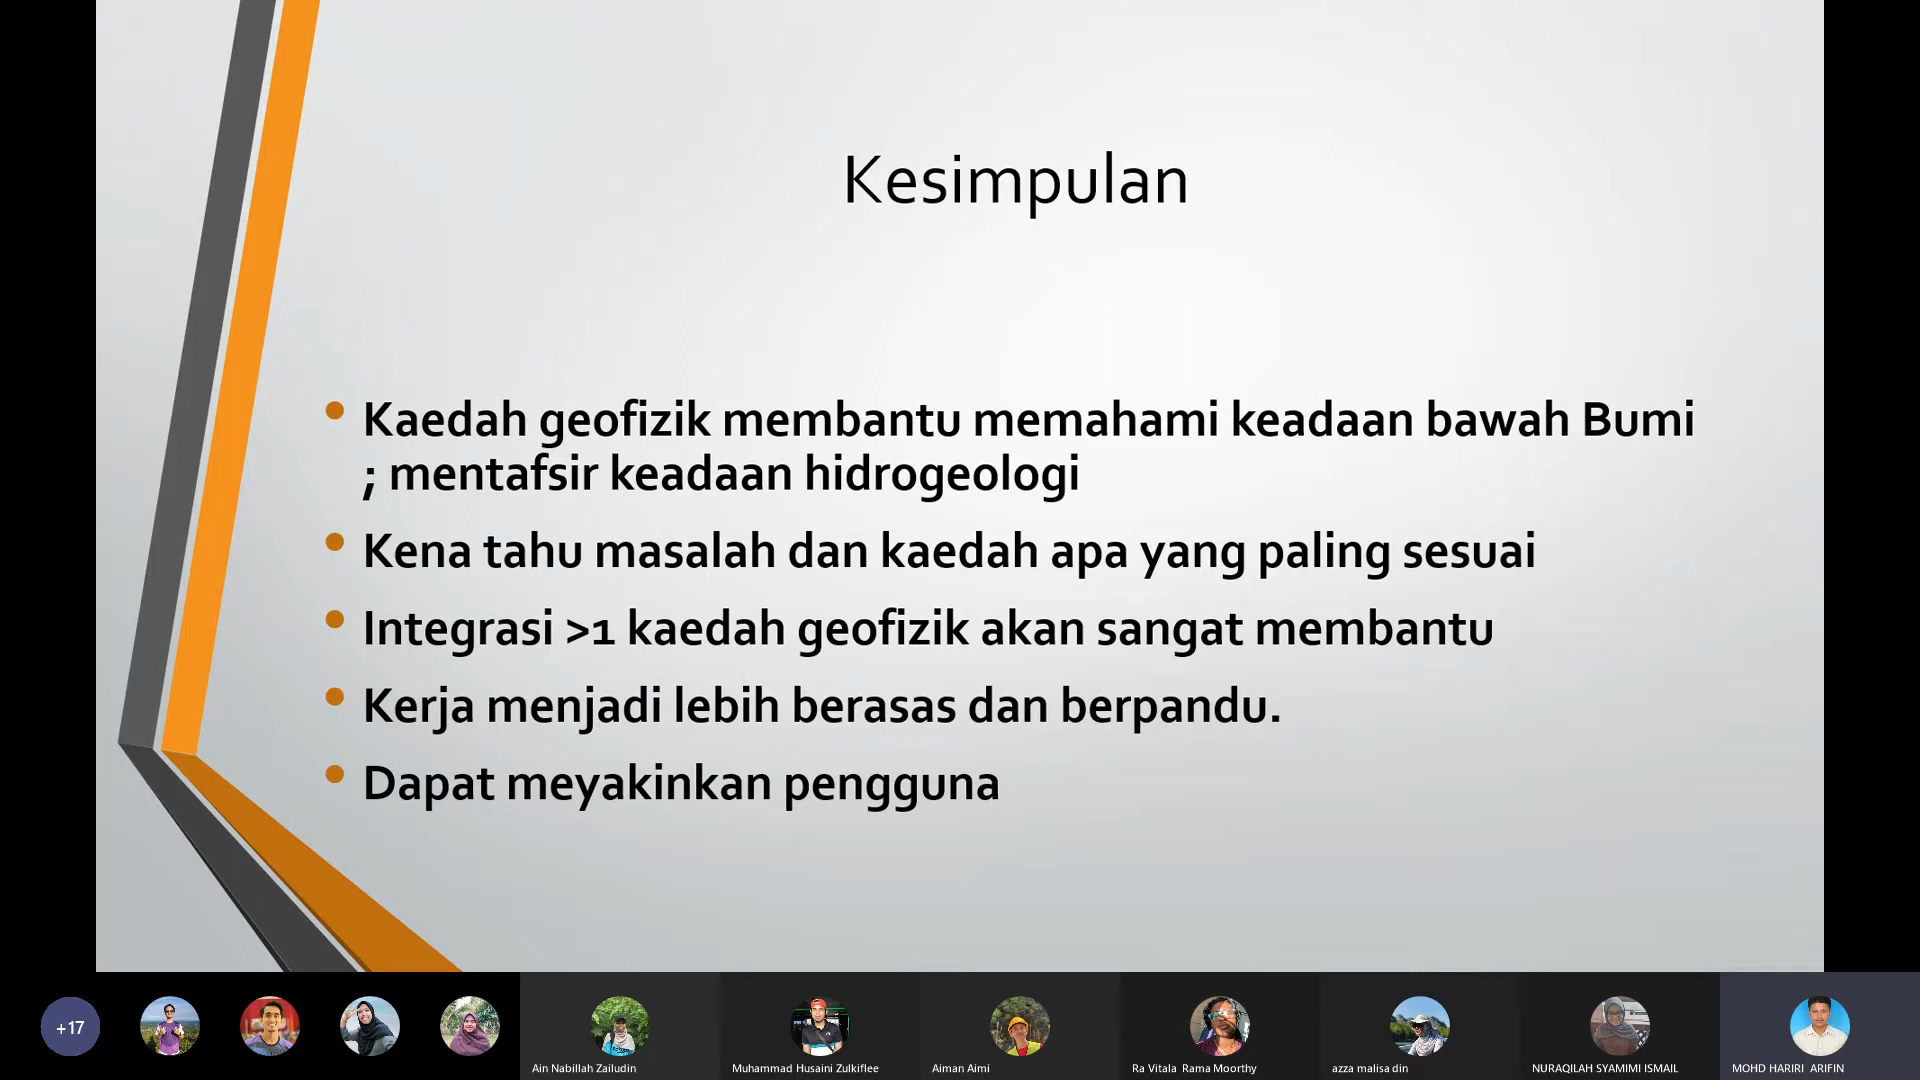 Kesimpulan
• Kaedah geofizik membantu memahami keadaan bawah Bumi
; mentafsir keadaan hidrogeologi
• Kena tahu masalah dan kaedah apa yang paling sesuai
• Integrasi >1 kaedah geofizik akan sangat membantu
• Kerja menjadi lebih berasas dan berpandu.
• Dapat meyakinkan pengguna
+17
Ain Nabillah Zailudin
Muhammad Husaini Zulkiflee
Aiman Aimi
Ra Vitala Rama Moorthy
azza malisa din
NURAQILAH SYAMIMI ISMAIL
MOHD HARIRI ARIFIN